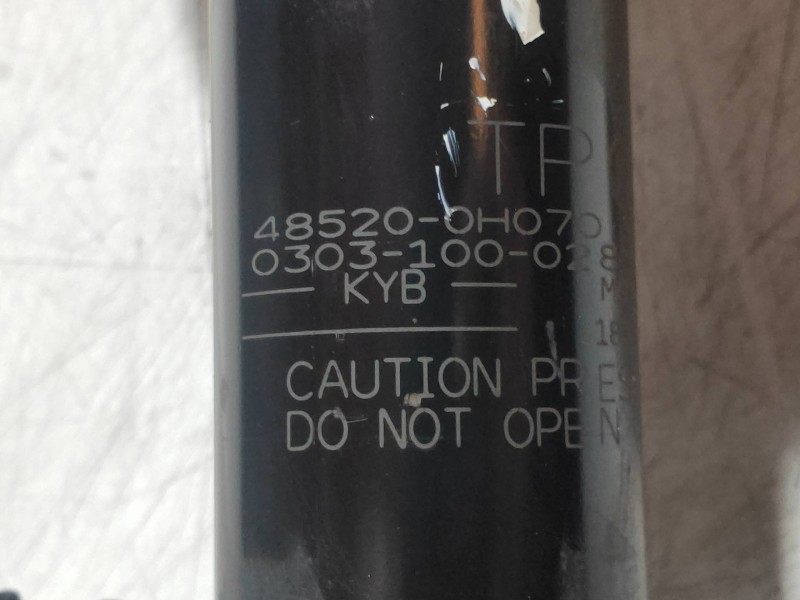 TP
48520-0H070
0303-100-028
KYB M
18
CAUTION PRES
DO NOT OPEN